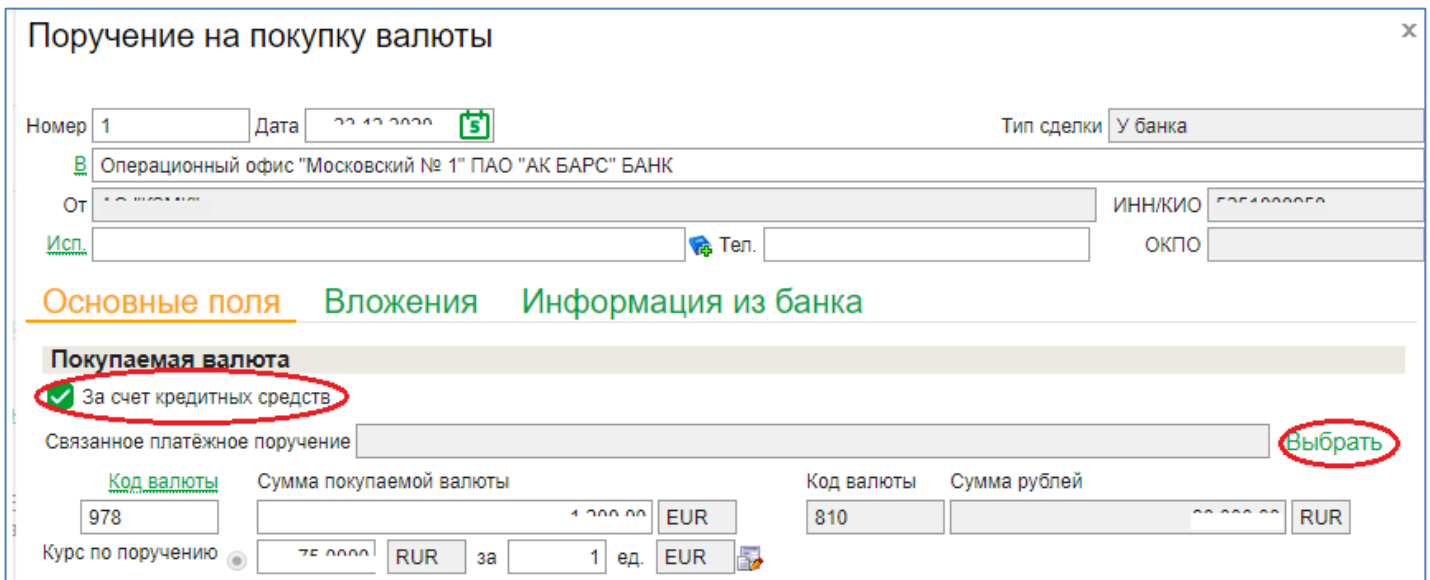 Поручение на покупку валюты x
Номер 1 Дата 5 Тип сделки У банка
В Операционный офис "Московский № 1" ПАО "АК БАРС" БАНК
От ИНН/КИО
Исп. Тел. ОКПО
Основные поля Вложения Информация из банка
Покупаемая валюта
За счет кредитных средств
Связанное платёжное поручение Выбрать
Код валюты Сумма покупаемой валюты Код валюты Сумма рублей
978 EUR 810 RUR
Курс по поручению RUR за 1 ед. EUR